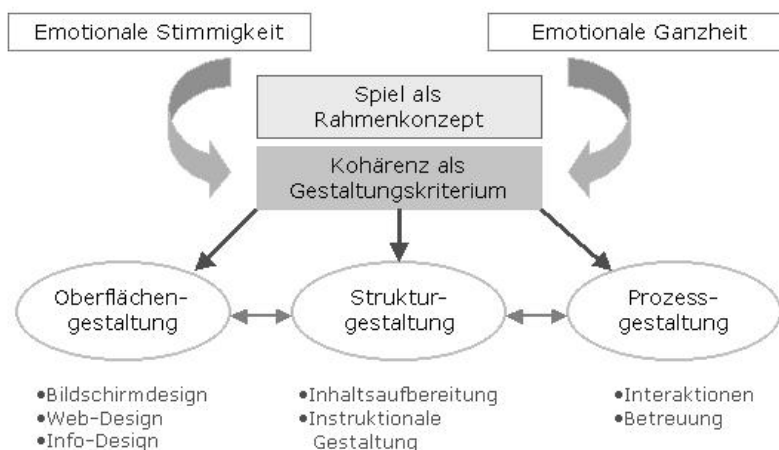 Emotionale Stimmigkeit
Emotionale Ganzheit
Spiel als
Rahmenkonzept
Kohärenz als
Gestaltungskriterium
Oberflächen-
gestaltung
Struktur-
gestaltung
Prozess-
gestaltung
•Bildschirmdesign
•Web-Design
•Info-Design
•Inhaltsaufbereitung
•Instruktionale
Gestaltung
•Interaktionen
•Betreuung